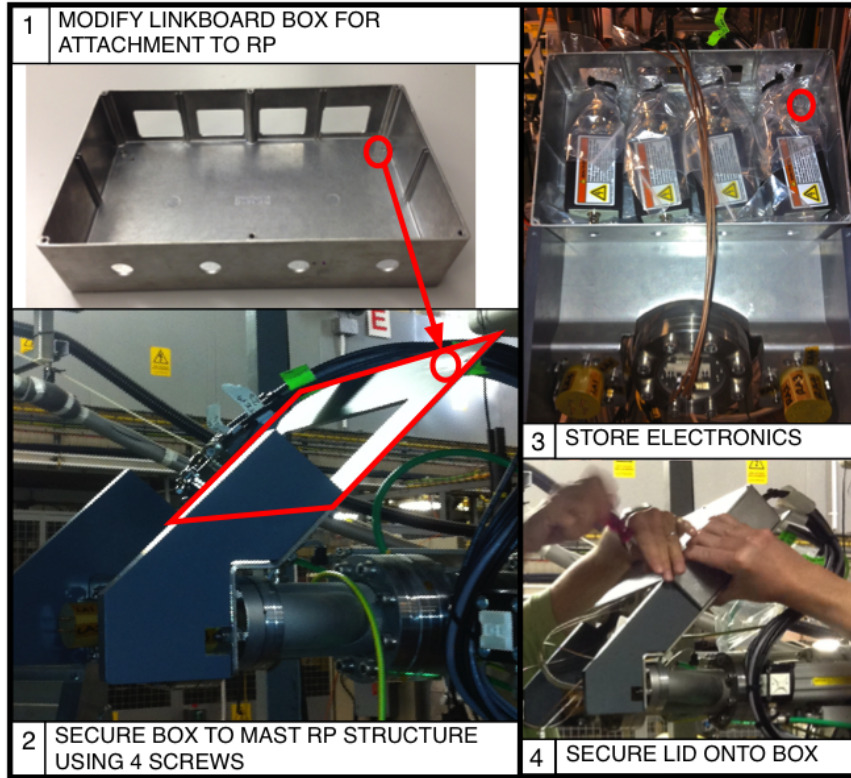 1
MODIFY LINKBOARD BOX FOR
ATTACHMENT TO RP
E
2
SECURE BOX TO MAST RP STRUCTURE
USING 4 SCREWS
3
STORE ELECTRONICS
4
SECURE LID ONTO BOX